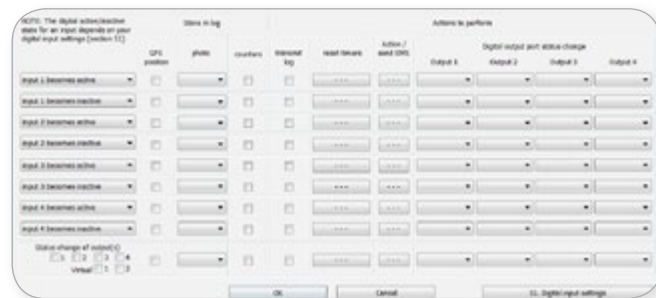 NOTE: The digital active/inactive
state for an input depends on your
digital input settings (section 11)
Store in log
Actions to perform
GPS
position
photo
counters
transmit
log
reset timers
Action /
send SMS
Digital output port status change
Output 1
Output 2
Output 3
Output 4
input 1 becomes active
input 1 becomes inactive
input 2 becomes active
input 2 becomes inactive
input 3 becomes active
input 3 becomes inactive
input 4 becomes active
input 4 becomes inactive
Status change of output(s)
1 2 3 4
Virtual 1 2
OK
Cancel
11. Digital input settings